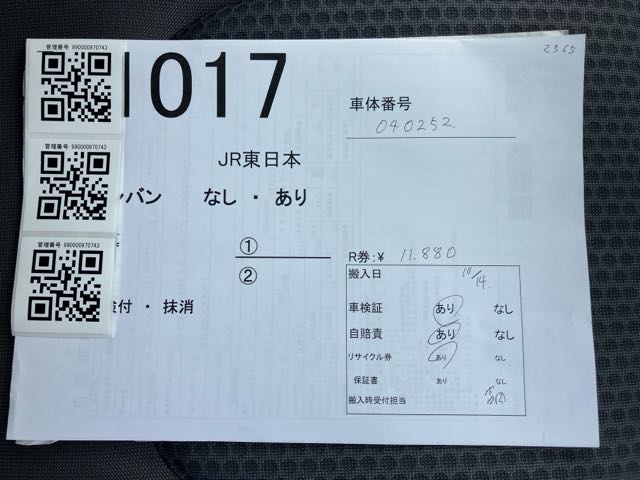 管理番号 990000970743
管理番号 990000970743
管理番号 990000970743
1017
2565
車体番号
040252
JR東日本
バン なし ・ あり
①
②
付 ・ 抹消
R券:¥ 11.880
搬入日 10/14.
車検証 あり なし
自賠責 あり なし
リサイクル券 あり なし
保証書 あり なし
搬入時受付担当